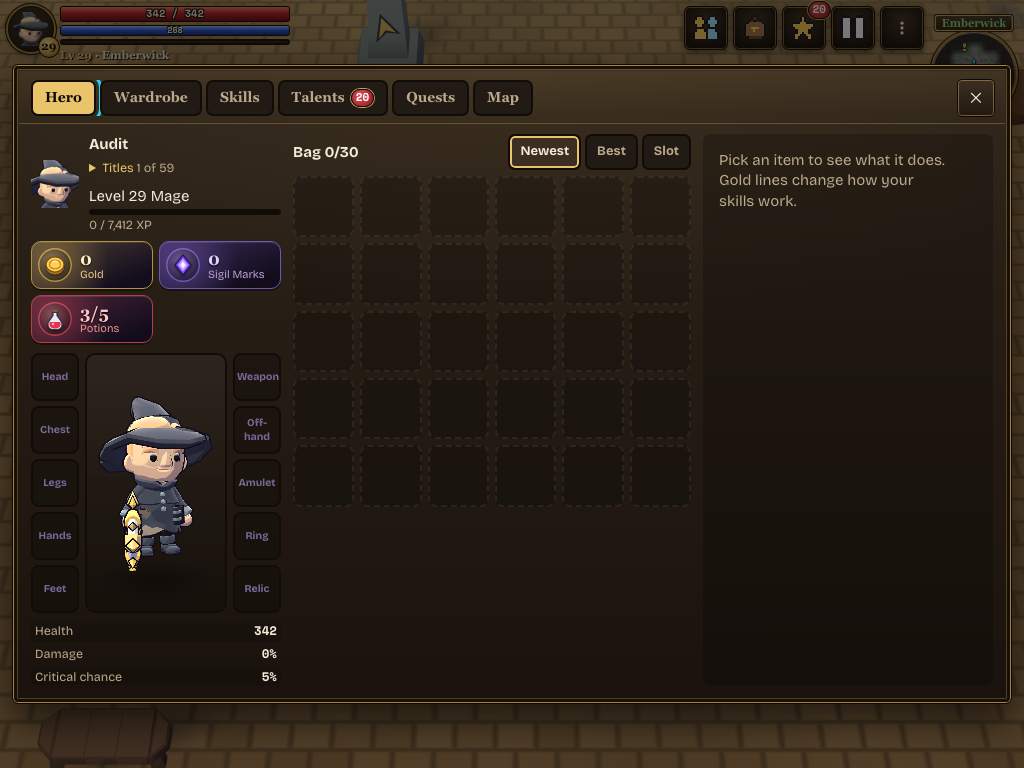 342 / 342
268
29
Lv 29 · Emberwick
20
Emberwick
Hero
Wardrobe
Skills
Talents 20
Quests
Map
Audit
Titles 1 of 59
Level 29 Mage
0 / 7,412 XP
0
Gold
0
Sigil Marks
3/5
Potions
Head
Chest
Legs
Hands
Feet
Weapon
Off-
hand
Amulet
Ring
Relic
Health 342
Damage 0%
Critical chance 5%
Bag 0/30
Newest
Best
Slot
Pick an item to see what it does.
Gold lines change how your
skills work.